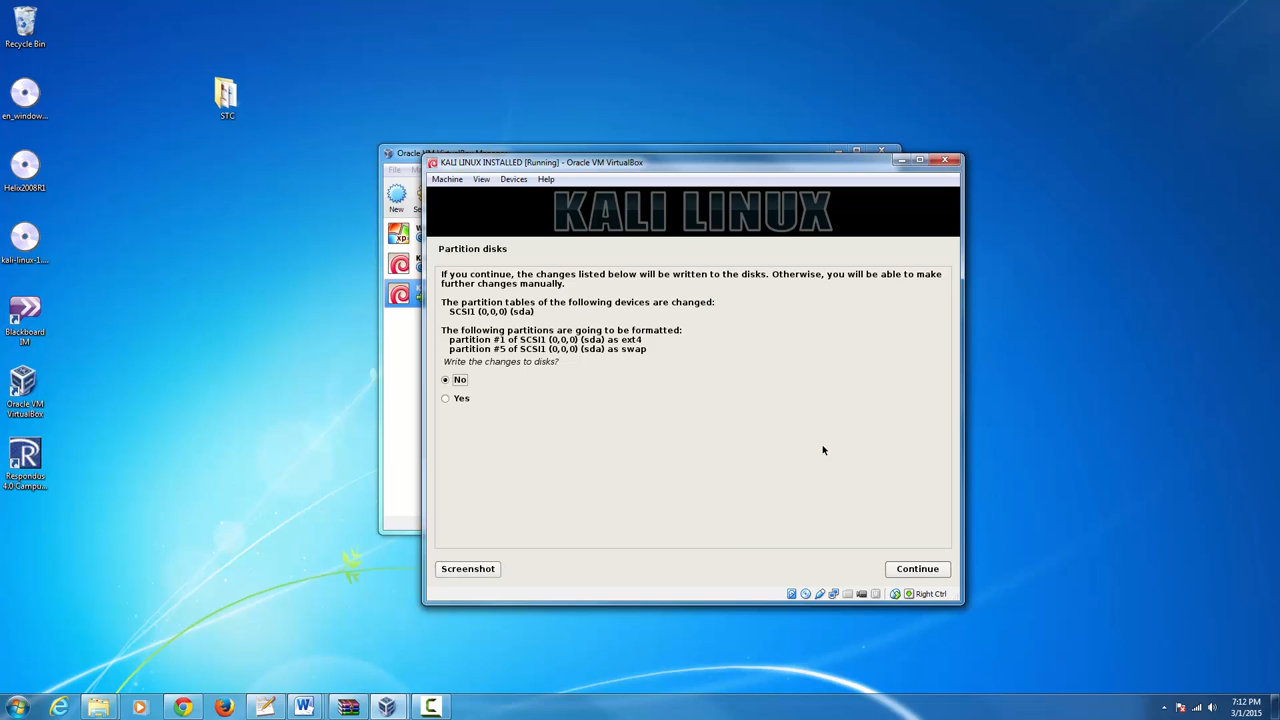 Recycle Bin
en_window...
Helix2008R1
kali-linux-1....
Blackboard
IM
Oracle VM
VirtualBox
Respondus
4.0 Campu...
STC
Oracle VM VirtualBox Manager
File
New
KALI LINUX INSTALLED [Running] - Oracle VM VirtualBox
Machine View Devices Help
KALI LINUX
Partition disks
If you continue, the changes listed below will be written to the disks. Otherwise, you will be able to make
further changes manually.
The partition tables of the following devices are changed:
SCSI1 (0,0,0) (sda)
The following partitions are going to be formatted:
partition #1 of SCSI1 (0,0,0) (sda) as ext4
partition #5 of SCSI1 (0,0,0) (sda) as swap
Write the changes to disks?
No
Yes
Screenshot
Continue
Right Ctrl
7:12 PM
3/1/2015